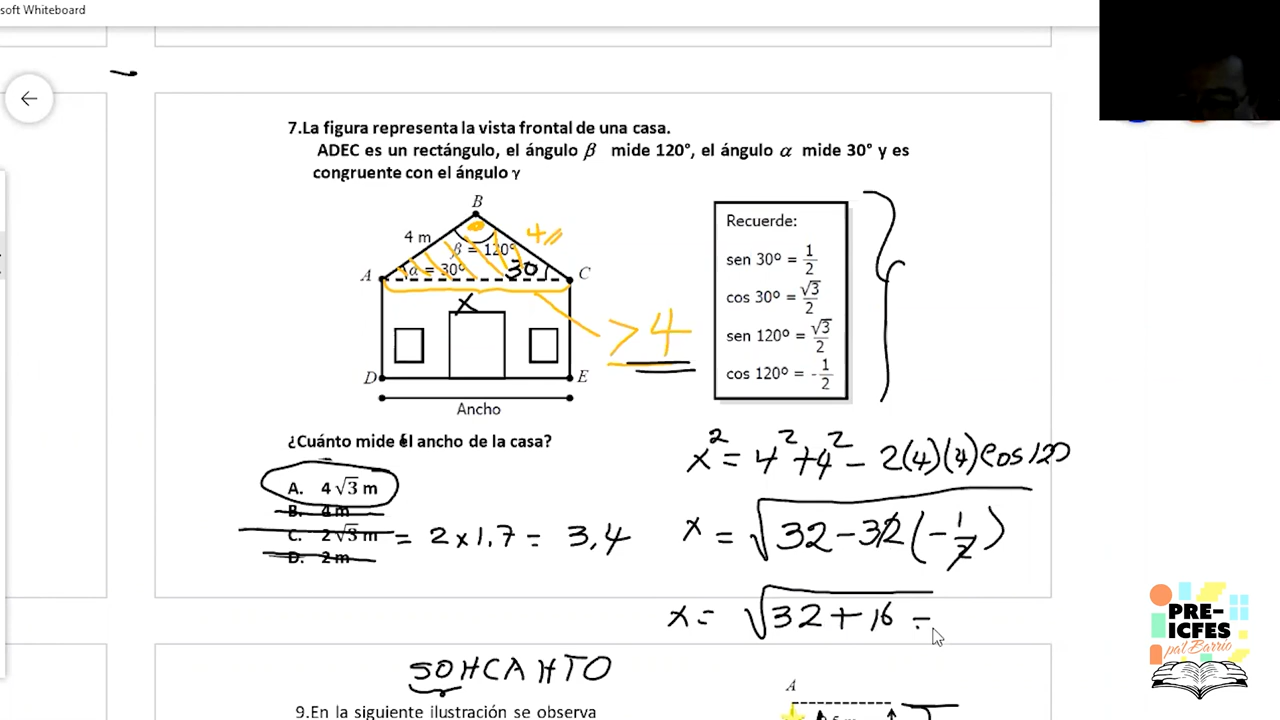 soft Whiteboard
7.La figura representa la vista frontal de una casa.
ADEC es un rectángulo, el ángulo β mide 120°, el ángulo α mide 30° y es
congruente con el ángulo γ
B
4 m
4
β = 120°
A
α = 30°
30
C
x
> 4
D
E
Ancho
Recuerde:
sen 30º = 1/2
cos 30º = √3/2
sen 120º = √3/2
cos 120º = -1/2
¿Cuánto mide el ancho de la casa?
A. 4 √3 m
B. 4 m
C. 2 √3 m = 2 x 1.7 = 3.4
D. 2 m
x² = 4² + 4² - 2(4)(4) Cos 120
x = √32 - 32 (-1/2)
x = √32 + 16 =
SOHCAHTO
9.En la siguiente ilustración se observa
A
PRE-
ICFES
pal Barrio